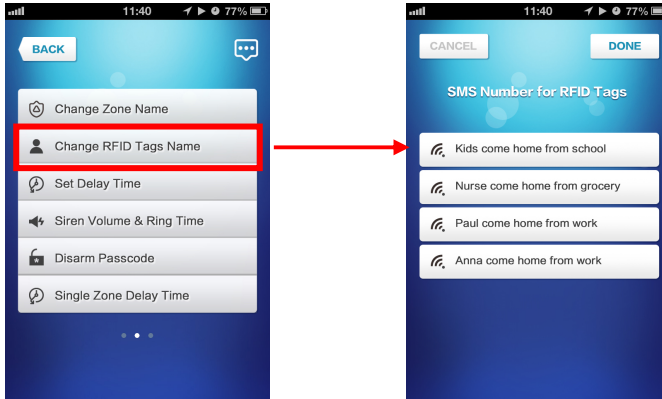 11:40
77%
BACK
Change Zone Name
Change RFID Tags Name
Set Delay Time
Siren Volume & Ring Time
Disarm Passcode
Single Zone Delay Time
11:40
77%
CANCEL
DONE
SMS Number for RFID Tags
Kids come home from school
Nurse come home from grocery
Paul come home from work
Anna come home from work